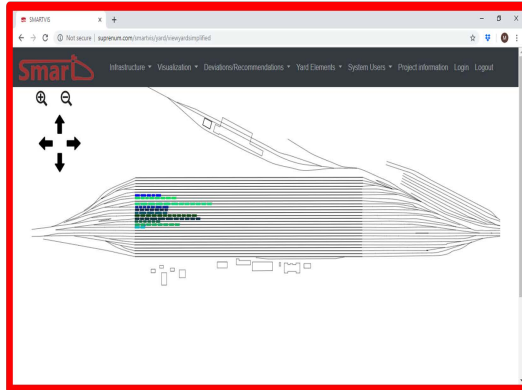 SMARTVIS
Not secure | suprenum.com/smartvis/yard/viewyardsimplified
Smart Infrastructure Visualization Deviations/Recommendations Yard Elements System Users Project information Login Logout